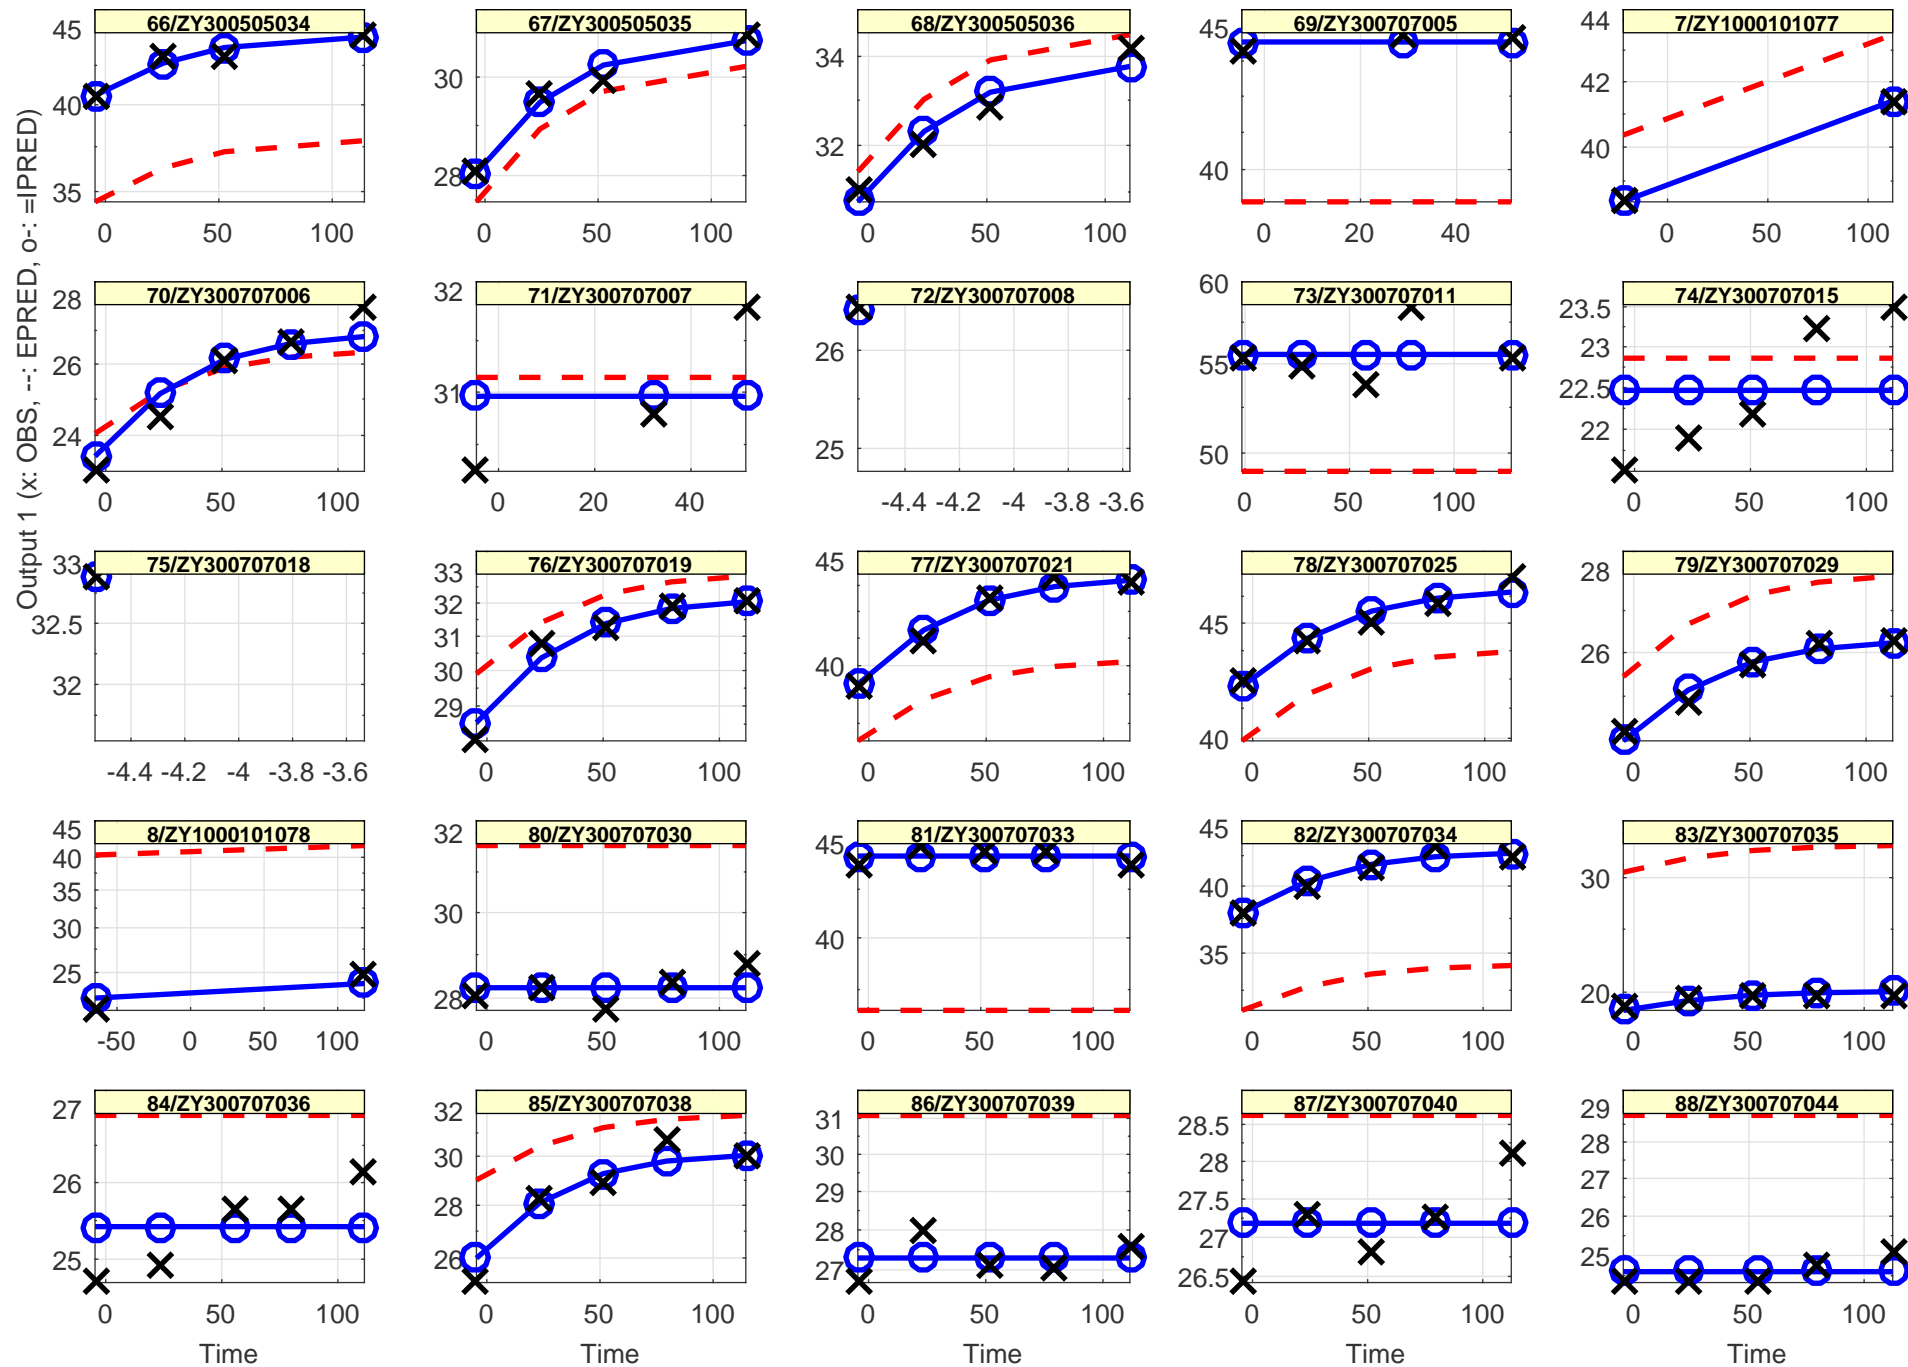 Output 1 (x: OBS, --: EPRED, o-: =IPRED)
66/ZY300505034
45
40
35
0 50 100
67/ZY300505035
30
28
0 50 100
68/ZY300505036
34
32
0 50 100
69/ZY300707005
45
40
0 20 40
7/ZY1000101077
44
42
40
0 50 100
70/ZY300707006
28
26
24
0 50 100
71/ZY300707007
32
31
0 20 40
72/ZY300707008
26
25
-4.4 -4.2 -4 -3.8 -3.6
73/ZY300707011
60
55
50
0 50 100
74/ZY300707015
23.5
23
22.5
22
0 50 100
75/ZY300707018
33
32.5
32
-4.4 -4.2 -4 -3.8 -3.6
76/ZY300707019
33
32
31
30
29
0 50 100
77/ZY300707021
45
40
0 50 100
78/ZY300707025
45
40
0 50 100
79/ZY300707029
28
26
0 50 100
8/ZY1000101078
45
40
35
30
25
-50 0 50 100
80/ZY300707030
32
30
28
0 50 100
81/ZY300707033
45
40
0 50 100
82/ZY300707034
45
40
35
0 50 100
83/ZY300707035
30
20
0 50 100
84/ZY300707036
27
26
25
0 50 100
Time
85/ZY300707038
32
30
28
26
0 50 100
Time
86/ZY300707039
31
30
29
28
27
0 50 100
Time
87/ZY300707040
28.5
28
27.5
27
26.5
0 50 100
Time
88/ZY300707044
29
28
27
26
25
0 50 100
Time